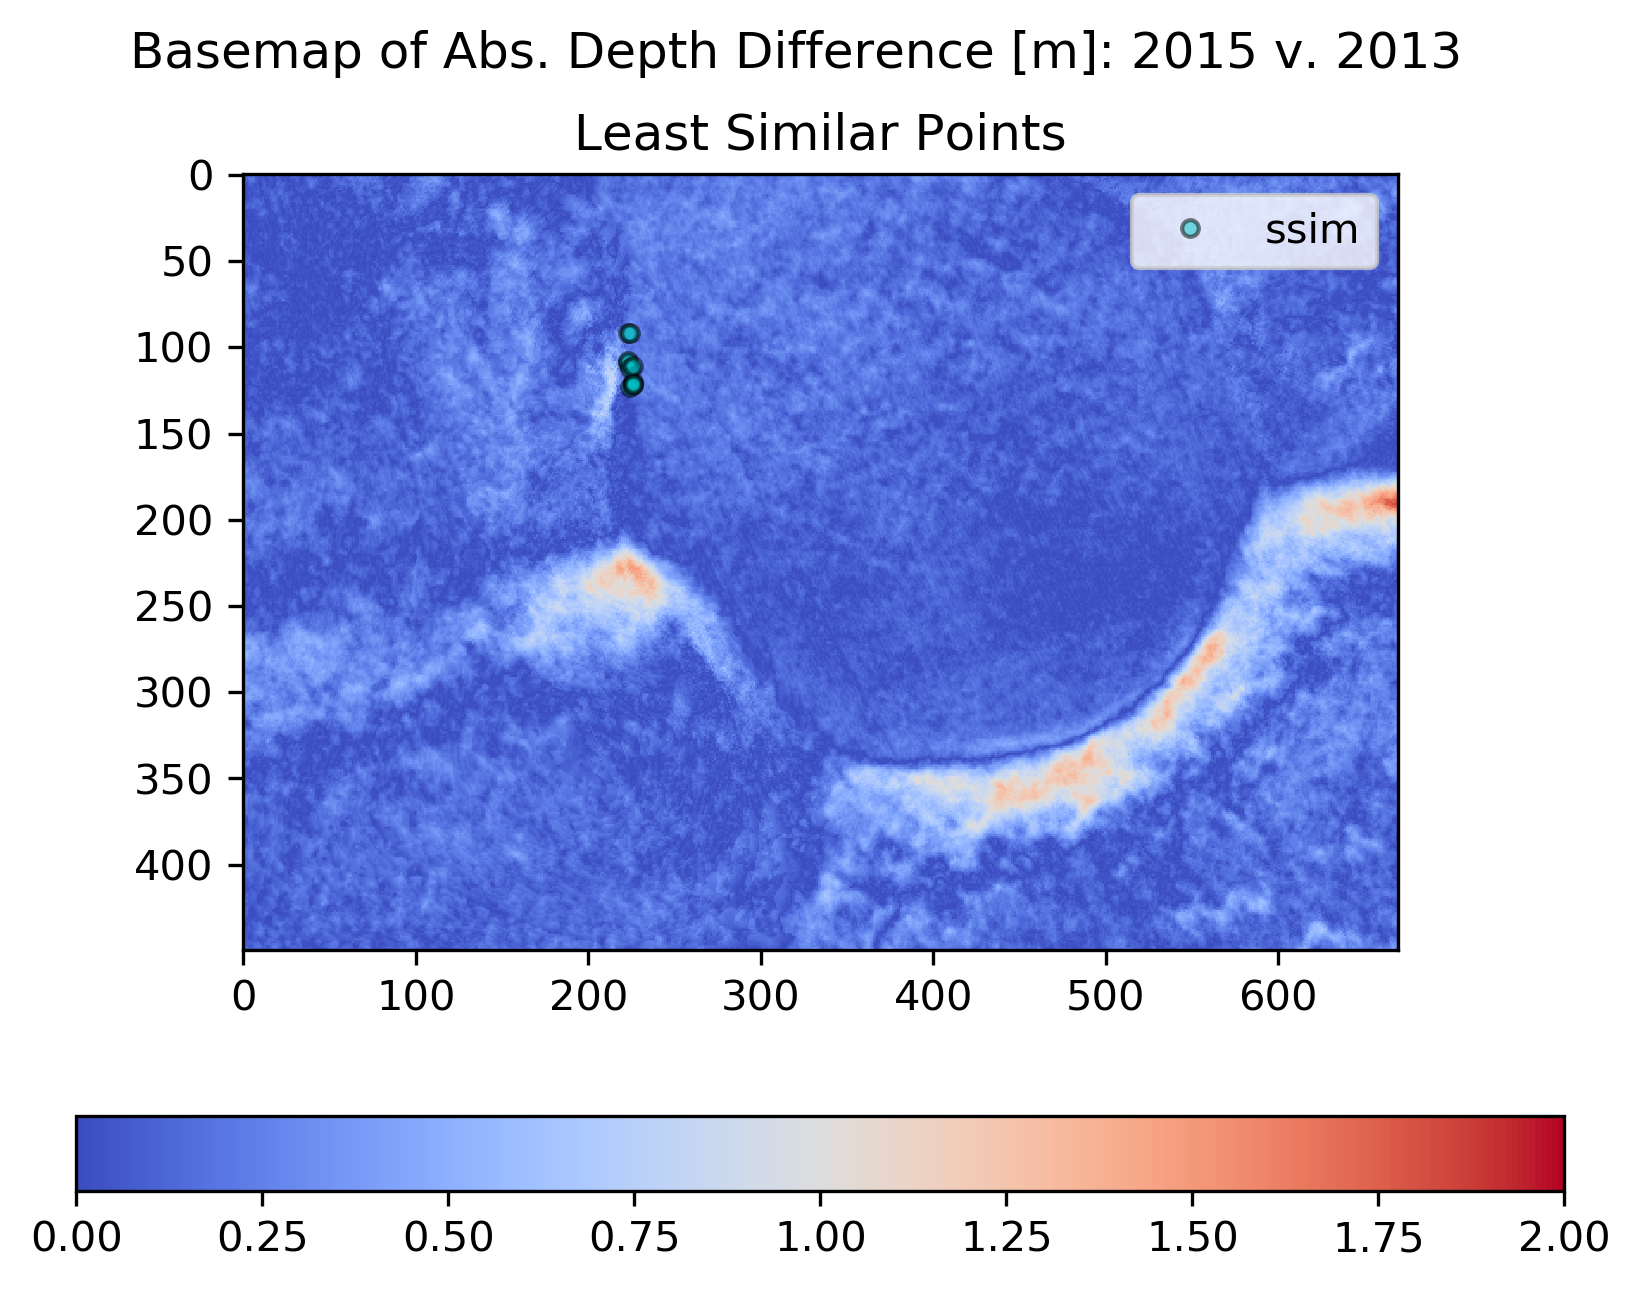 Basemap of Abs. Depth Difference [m]: 2015 v. 2013
Least Similar Points
ssim
0
50
100
150
200
250
300
350
400
0 100 200 300 400 500 600
0.00 0.25 0.50 0.75 1.00 1.25 1.50 1.75 2.00